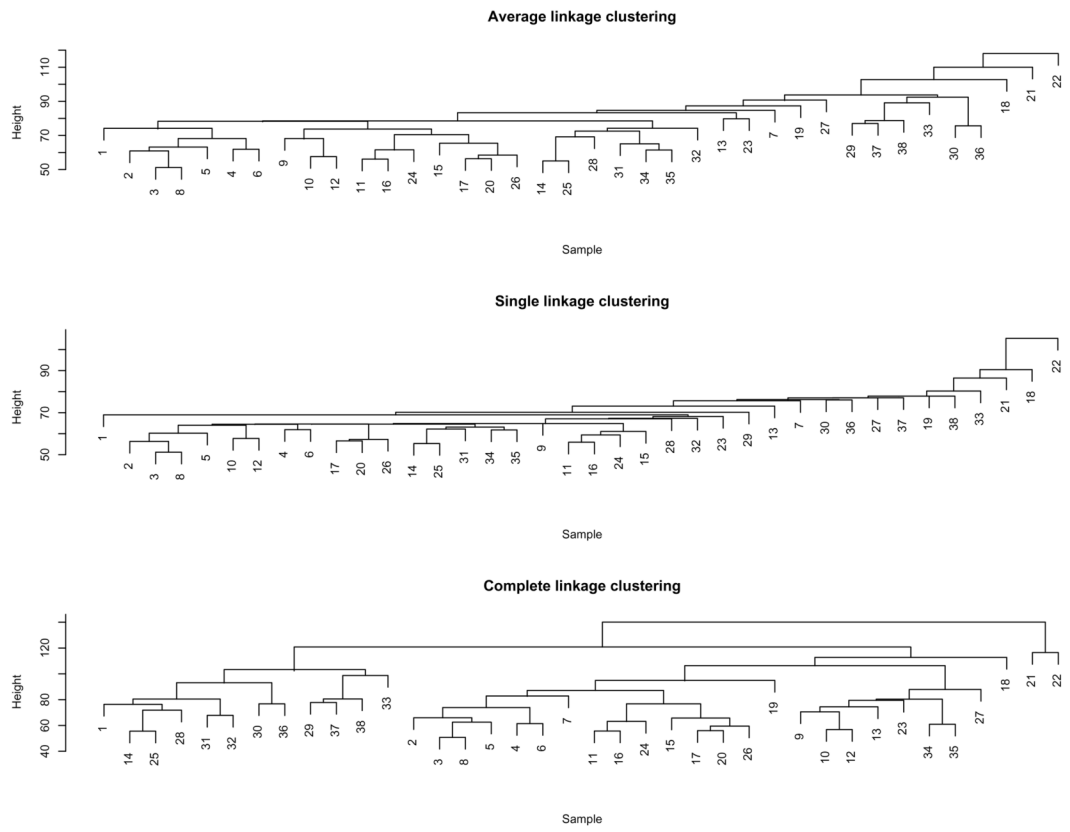 Average linkage clustering
Height
50 70 90 110
1 2 3 8 5 4 6 9 10 12 11 16 24 15 17 20 26 14 25 28 31 34 35 32 13 23 7 19 27 29 37 38 33 30 36 18 21 22
Sample
Single linkage clustering
Height
50 70 90
1 2 3 8 5 10 12 4 6 17 20 26 14 25 31 34 35 9 11 16 24 15 28 32 23 29 13 7 30 36 27 37 19 38 33 21 18 22
Sample
Complete linkage clustering
Height
40 60 80 120
1 14 25 28 31 32 30 36 29 37 38 33 2 3 8 5 4 6 7 11 16 24 15 17 20 26 19 9 10 12 13 23 34 35 27 18 21 22
Sample